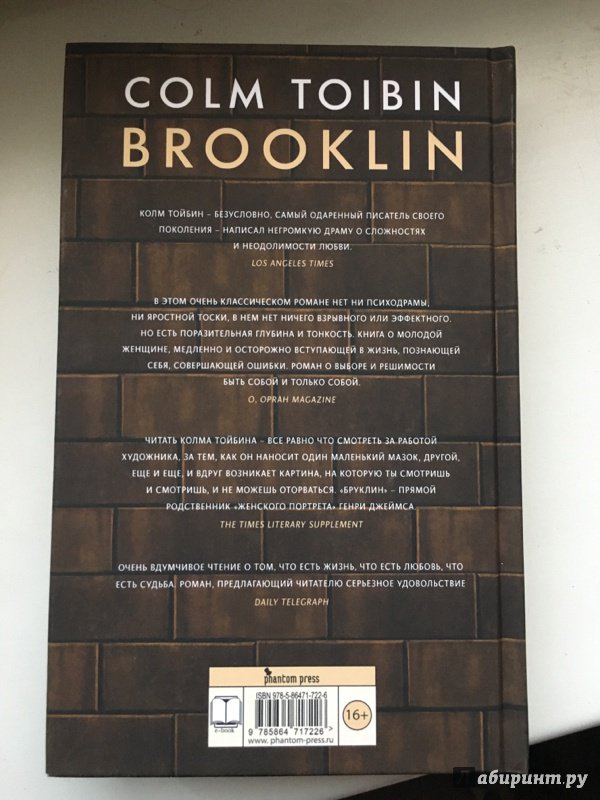 COLM TOIBIN
BROOKLIN
КОЛМ ТОЙБИН – БЕЗУСЛОВНО, САМЫЙ ОДАРЕННЫЙ ПИСАТЕЛЬ СВОЕГО
ПОКОЛЕНИЯ – НАПИСАЛ НЕГРОМКУЮ ДРАМУ О СЛОЖНОСТЯХ
И НЕОДОЛИМОСТИ ЛЮБВИ.
LOS ANGELES TIMES
В ЭТОМ ОЧЕНЬ КЛАССИЧЕСКОМ РОМАНЕ НЕТ НИ ПСИХОДРАМЫ,
НИ ЯРОСТНОЙ ТОСКИ, В НЕМ НЕТ НИЧЕГО ВЗРЫВНОГО ИЛИ ЭФФЕКТНОГО.
НО ЕСТЬ ПОРАЗИТЕЛЬНАЯ ГЛУБИНА И ТОНКОСТЬ. КНИГА О МОЛОДОЙ
ЖЕНЩИНЕ, МЕДЛЕННО И ОСТОРОЖНО ВСТУПАЮЩЕЙ В ЖИЗНЬ, ПОЗНАЮЩЕЙ
СЕБЯ, СОВЕРШАЮЩЕЙ ОШИБКИ. РОМАН О ВЫБОРЕ И РЕШИМОСТИ
БЫТЬ СОБОЙ И ТОЛЬКО СОБОЙ.
O, OPRAH MAGAZINE
ЧИТАТЬ КОЛМА ТОЙБИНА – ВСЕ РАВНО ЧТО СМОТРЕТЬ ЗА РАБОТОЙ
ХУДОЖНИКА, ЗА ТЕМ, КАК ОН НАНОСИТ ОДИН МАЛЕНЬКИЙ МАЗОК, ДРУГОЙ,
ЕЩЕ И ЕЩЕ, И ВДРУГ ВОЗНИКАЕТ КАРТИНА, НА КОТОРУЮ ТЫ СМОТРИШЬ
И СМОТРИШЬ, И НЕ МОЖЕШЬ ОТОРВАТЬСЯ. «БРУКЛИН» – ПРЯМОЙ
РОДСТВЕННИК «ЖЕНСКОГО ПОРТРЕТА» ГЕНРИ ДЖЕЙМСА
THE TIMES LITERARY SUPPLEMENT
ОЧЕНЬ ВДУМЧИВОЕ ЧТЕНИЕ О ТОМ, ЧТО ЕСТЬ ЖИЗНЬ, ЧТО ЕСТЬ ЛЮБОВЬ, ЧТО
ЕСТЬ СУДЬБА. РОМАН, ПРЕДЛАГАЮЩИЙ ЧИТАТЕЛЮ СЕРЬЕЗНОЕ УДОВОЛЬСТВИЕ
DAILY TELEGRAPH
phantom press
ISBN 978-5-86471-722-6
e-book
16+
9 785864 717226
www.phantom-press.ru
Лабиринт.ру